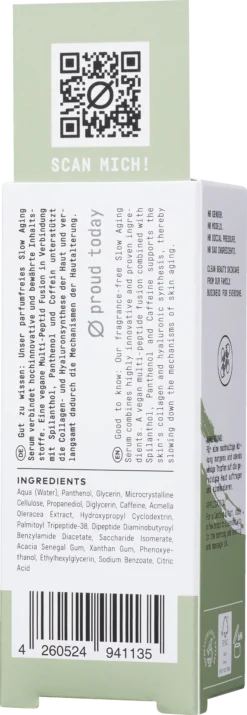 SCAN MICH!
DE Gut zu wissen: Unser parfumfreies Slow Aging
Serum verbindet hochinnovative und bewährte Inhalts-
stoffe. Eine vegane Multi-Peptid Fusion in Verbindung
mit Spilanthol, Panthenol und Coffein unterstützt
die Collagen- und Hyaluronsynthese der Haut und ver-
langsamt dadurch die Mechanismen der Hautalterung.
proud today
EN Good to know: Our fragrance-free Slow Aging
Serum combines highly innovative and proven ingre-
dients. A vegan multi-peptide fusion combined with
Spilanthol, Panthenol and Caffeine supports the
skin's collagen and hyaluronic synthesis, thereby
slowing down the mechanisms of skin aging.
INGREDIENTS
Aqua (Water), Panthenol, Glycerin, Microcrystalline
Cellulose, Propanediol, Diglycerin, Caffeine, Acmella
Oleracea Extract, Hydroxypropyl Cyclodextrin,
Palmitoyl Tripeptide-38, Dipeptide Diaminobutyroyl
Benzylamide Diacetate, Saccharide Isomerate,
Acacia Senegal Gum, Xanthan Gum, Phenoxye-
thanol, Ethylhexylglycerin, Sodium Benzoate, Citric
Acid
4 260524 941135
NO GENDER.
NO MODELS.
NO SOCIAL PRESSURE.
NO BAD INGREDIENTS.
CLEAN BEAUTY SKINCARE
FROM OUR FAMILY
BUSINESS FOR EVERYONE.